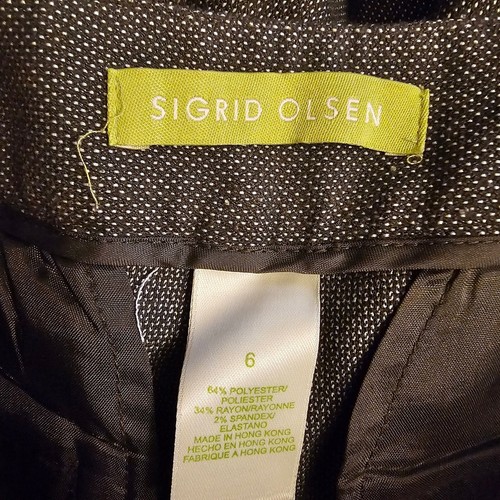 SIGRID OLSEN
6
64% POLYESTER/
POLIESTER
34% RAYON/RAYONNE
2% SPANDEX/
ELASTANO
MADE IN HONG KONG
HECHO EN HONG KONG
FABRIQUE A HONG KONG